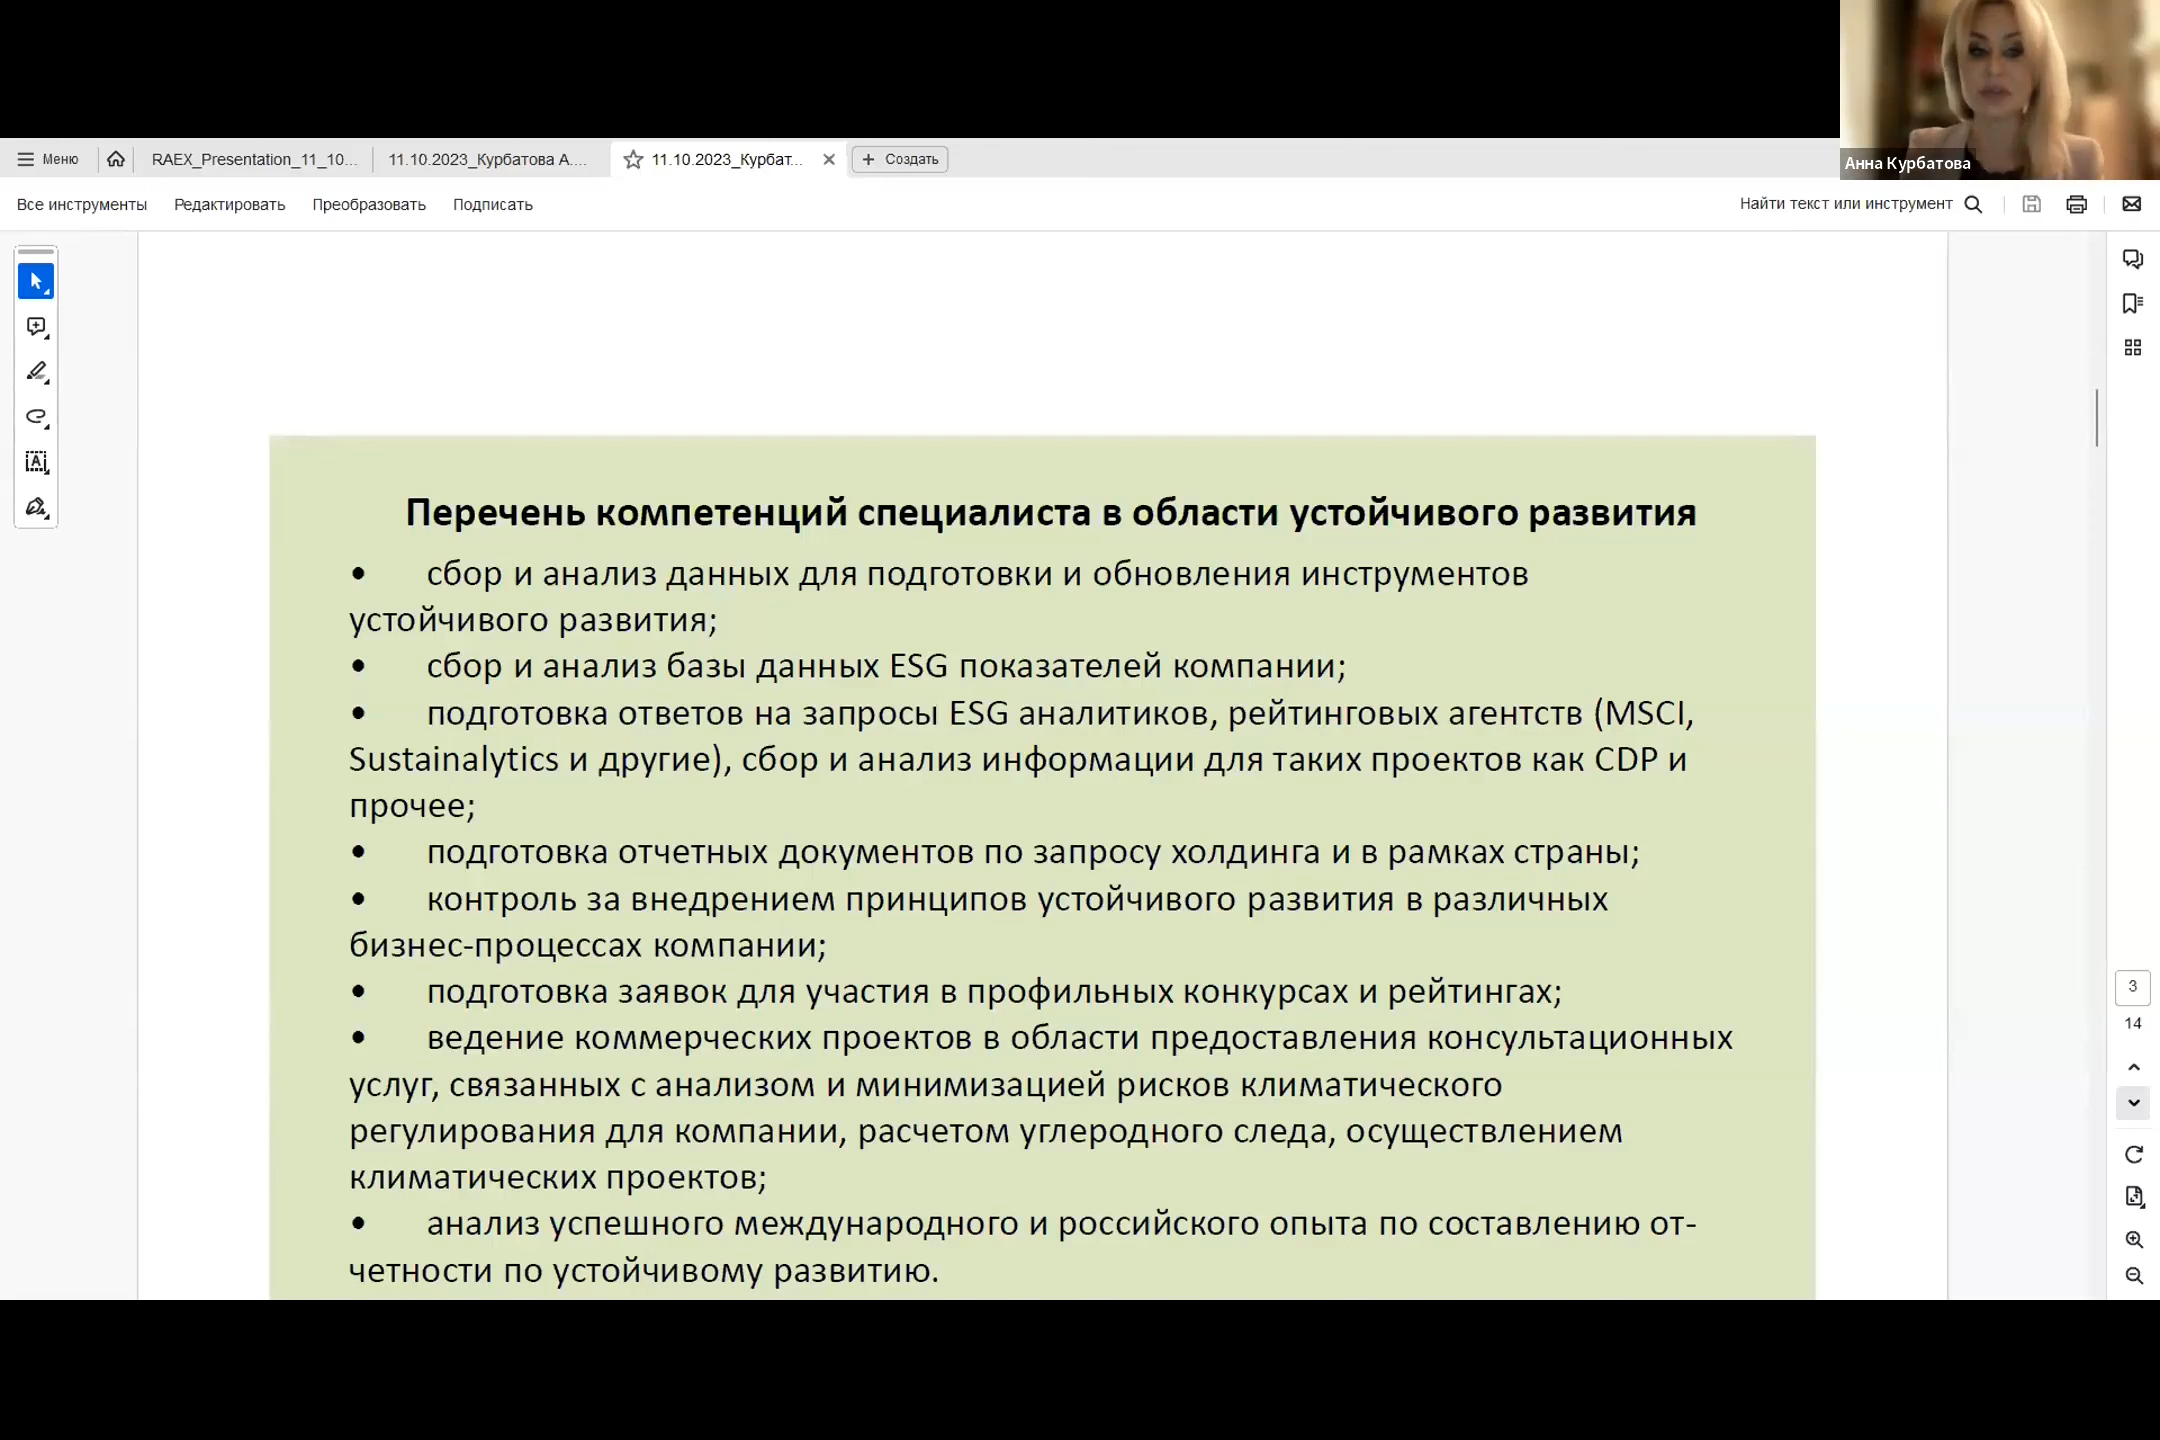 Анна Курбатова
Меню
RAEX_Presentation_11_10...
11.10.2023_Курбатова А....
11.10.2023_Курбат...
Создать
Все инструменты
Редактировать
Преобразовать
Подписать
Найти текст или инструмент
Перечень компетенций специалиста в области устойчивого развития
• сбор и анализ данных для подготовки и обновления инструментов
устойчивого развития;
• сбор и анализ базы данных ESG показателей компании;
• подготовка ответов на запросы ESG аналитиков, рейтинговых агентств (MSCI,
Sustainalytics и другие), сбор и анализ информации для таких проектов как CDP и
прочее;
• подготовка отчетных документов по запросу холдинга и в рамках страны;
• контроль за внедрением принципов устойчивого развития в различных
бизнес-процессах компании;
• подготовка заявок для участия в профильных конкурсах и рейтингах;
• ведение коммерческих проектов в области предоставления консультационных
услуг, связанных с анализом и минимизацией рисков климатического
регулирования для компании, расчетом углеродного следа, осуществлением
климатических проектов;
• анализ успешного международного и российского опыта по составлению от-
четности по устойчивому развитию.
3
14